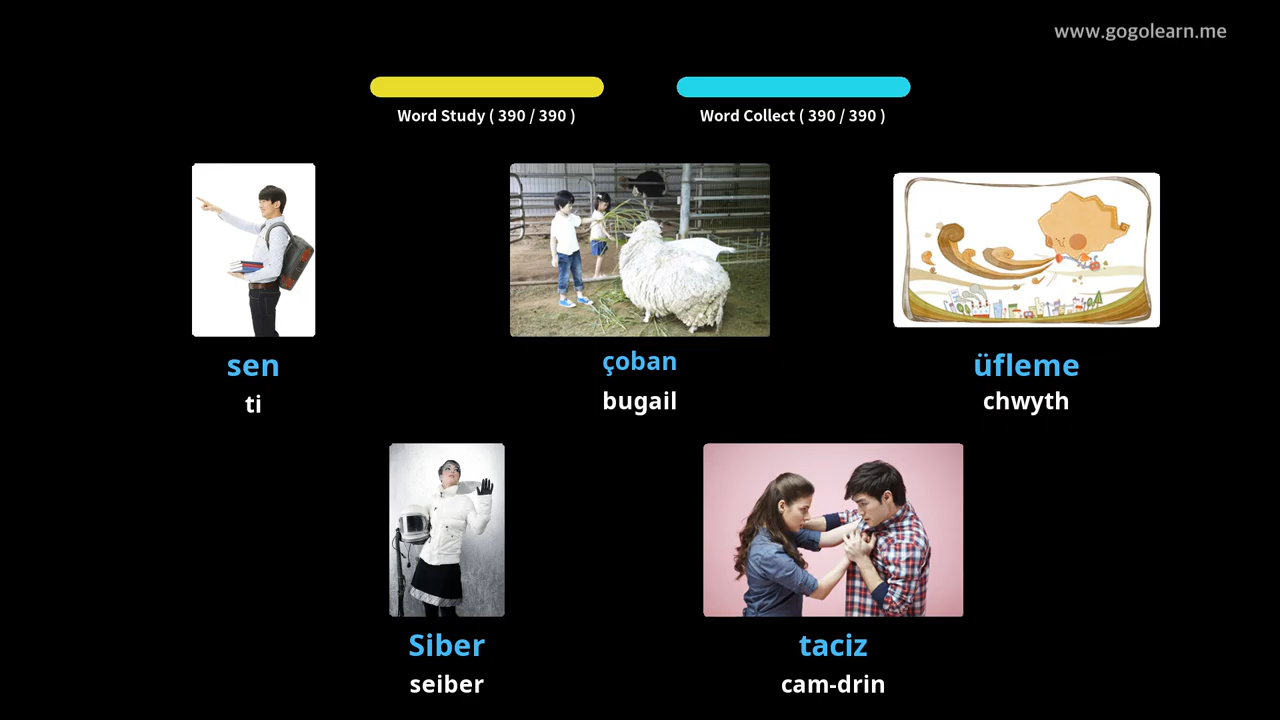 www.gogolearn.me
Word Study ( 390 / 390 )
Word Collect ( 390 / 390 )
sen
ti
çoban
bugail
üfleme
chwyth
Siber
seiber
taciz
cam-drin